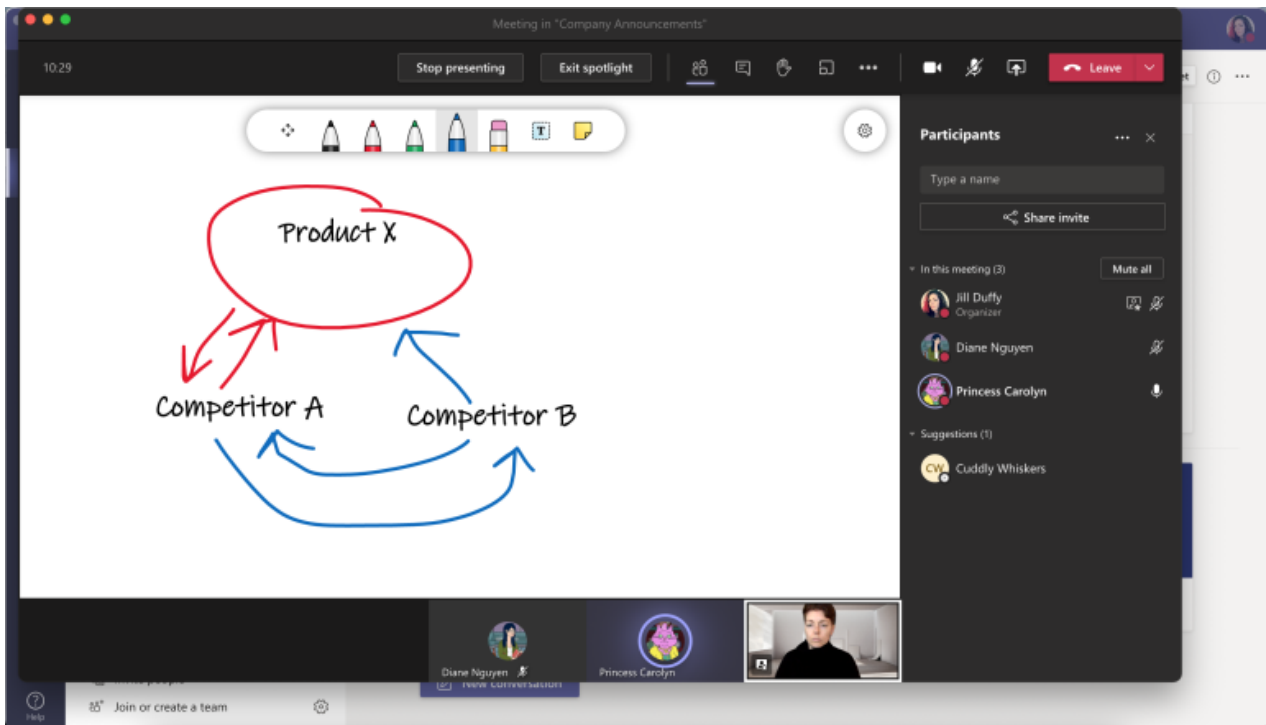 Meeting in "Company Announcements"
10:29
Stop presenting
Exit spotlight
Leave
T
Product X
Competitor A
Competitor B
Participants
Type a name
Share invite
In this meeting (3)
Mute all
Jill Duffy
Organizer
Diane Nguyen
Princess Carolyn
Suggestions (1)
CW
Cuddly Whiskers
Diane Nguyen
Princess Carolyn
New conversation
Join or create a team
Help